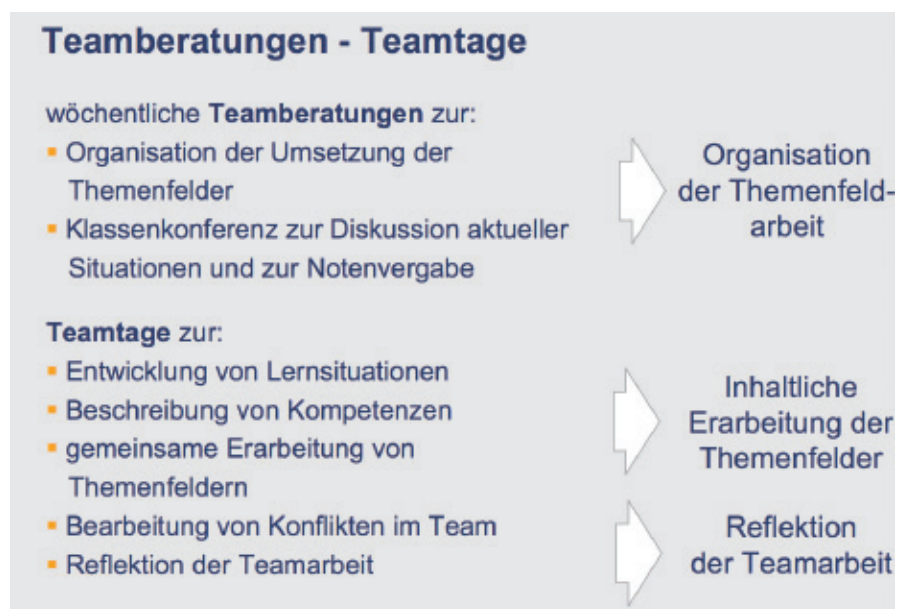 Teamberatungen - Teamtage
wöchentliche Teamberatungen zur:
▪ Organisation der Umsetzung der
Themenfelder
▪ Klassenkonferenz zur Diskussion aktueller
Situationen und zur Notenvergabe
Organisation
der Themenfeld-
arbeit
Teamtage zur:
▪ Entwicklung von Lernsituationen
▪ Beschreibung von Kompetenzen
▪ gemeinsame Erarbeitung von
Themenfeldern
▪ Bearbeitung von Konflikten im Team
▪ Reflektion der Teamarbeit
Inhaltliche
Erarbeitung der
Themenfelder
Reflektion
der Teamarbeit